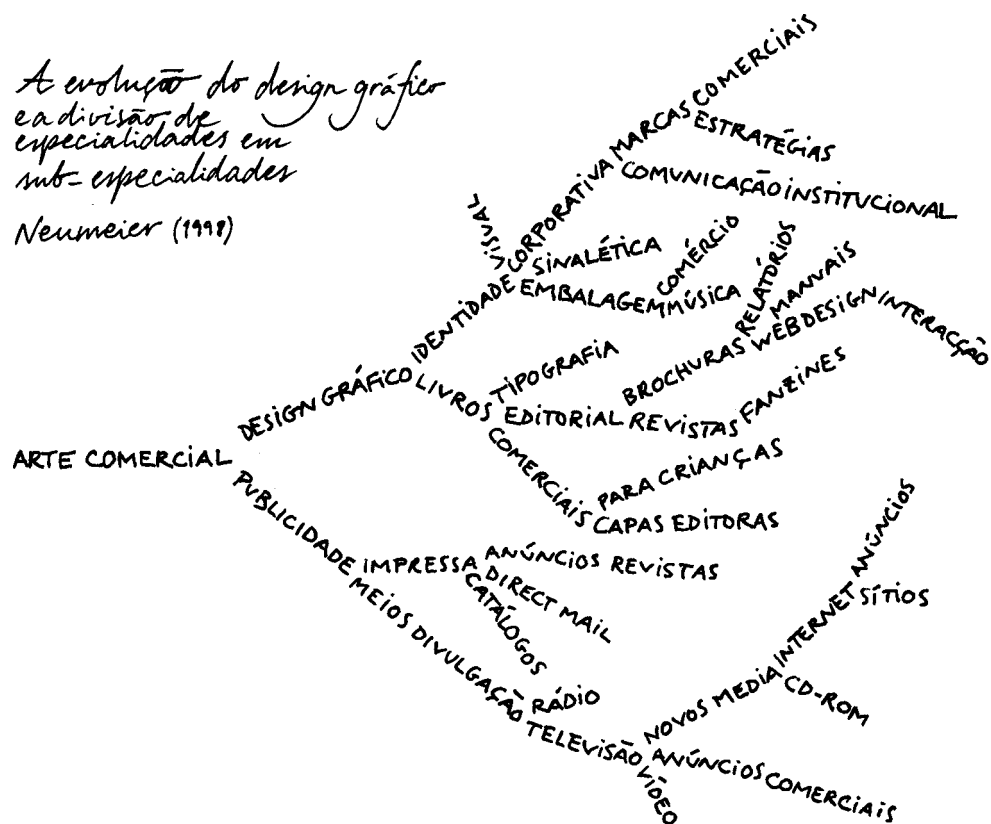 A evolução do design gráfico
e a divisão de
especialidades em
sub-especialidades
Neumeier (1998)
ARTE COMERCIAL
DESIGN GRÁFICO
IDENTIDADE
VISUAL
CORPORATIVA
MARCAS
COMERCIAIS
ESTRATÉGIAS
COMUNICAÇÃO INSTITUCIONAL
SINALÉTICA
EMBALAGEM
COMÉRCIO
MÚSICA
LIVROS
TIPOGRAFIA
EDITORIAL
BROCHURAS
RELATÓRIOS
MANUAIS
WEBDESIGN
INTERACÇÃO
REVISTAS
FANZINES
COMERCIAIS
PARA CRIANÇAS
CAPAS EDITORAS
PUBLICIDADE
IMPRESSA
ANÚNCIOS REVISTAS
DIRECT MAIL
CATÁLOGOS
MEIOS DIVULGAÇÃO
RÁDIO
TELEVISÃO
NOVOS MEDIA
INTERNET
ANÚNCIOS
SÍTIOS
CD-ROM
ANÚNCIOS COMERCIAIS
VÍDEO